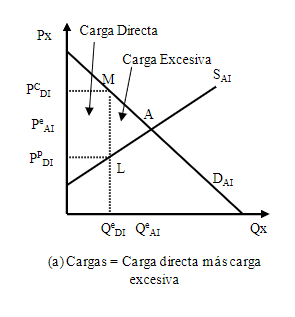 Px
Carga Directa
Carga Excesiva
M
S_AI
P^C_DI
P^e_AI
A
P^P_DI
L
D_AI
Q^e_DI Q^e_AI Qx
(a) Cargas = Carga directa más carga
excesiva